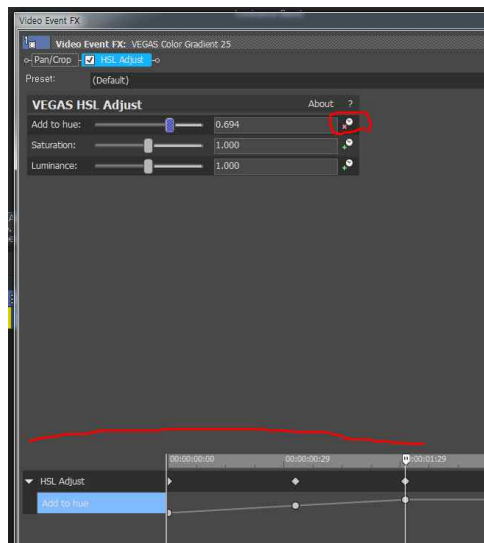 Video Event FX
Video Event FX: VEGAS Color Gradient 25
Pan/Crop HSL Adjust
Preset: (Default)
VEGAS HSL Adjust About ?
Add to hue: 0.694
Saturation: 1.000
Luminance: 1.000
00:00:00:00 00:00:00:29 00:00:01:29
HSL Adjust
Add to hue